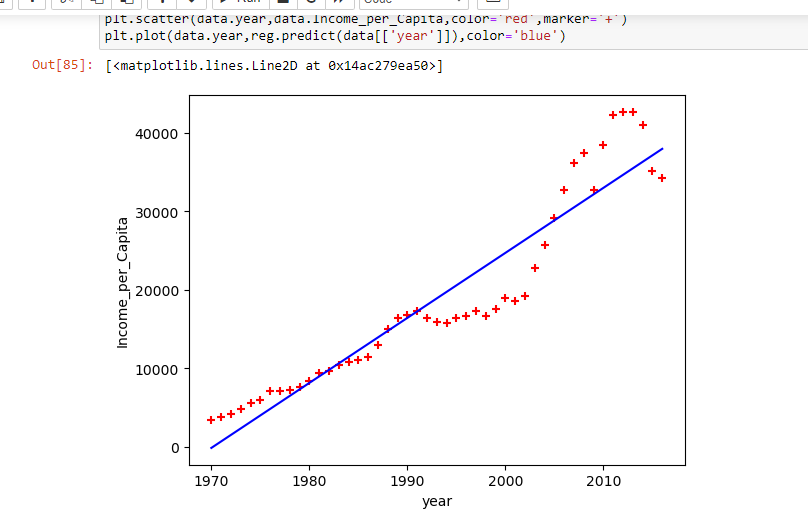 plt.scatter(data.year,data.Income_per_Capita,color='red',marker='+')
plt.plot(data.year,reg.predict(data[['year']]),color='blue')
Out[85]: [<matplotlib.lines.Line2D at 0x14ac279ea50>]
40000
30000
20000
10000
0
Income_per_Capita
1970 1980 1990 2000 2010
year